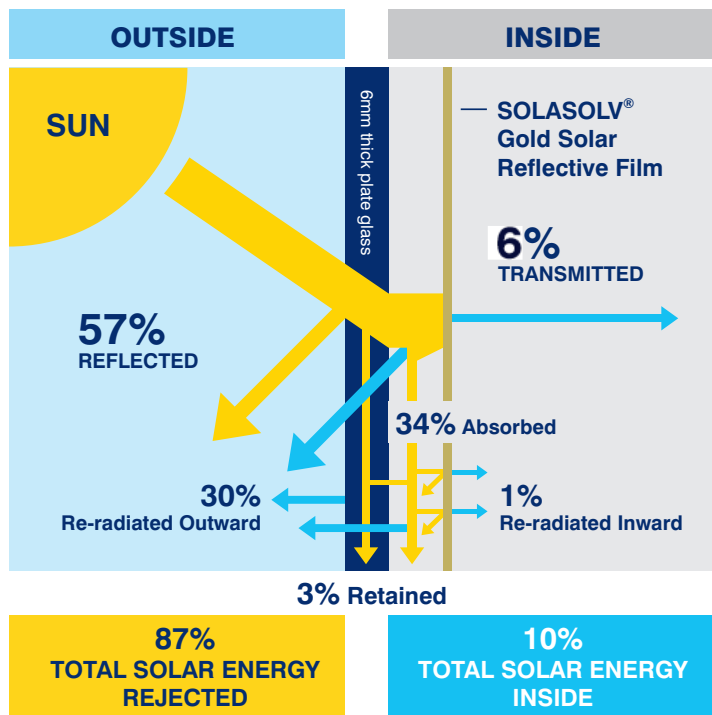 OUTSIDE
INSIDE
SUN
6mm thick plate glass
SOLASOLV®
Gold Solar
Reflective Film
6%
TRANSMITTED
57%
REFLECTED
34% Absorbed
30%
Re-radiated Outward
1%
Re-radiated Inward
3% Retained
87%
TOTAL SOLAR ENERGY
REJECTED
10%
TOTAL SOLAR ENERGY
INSIDE